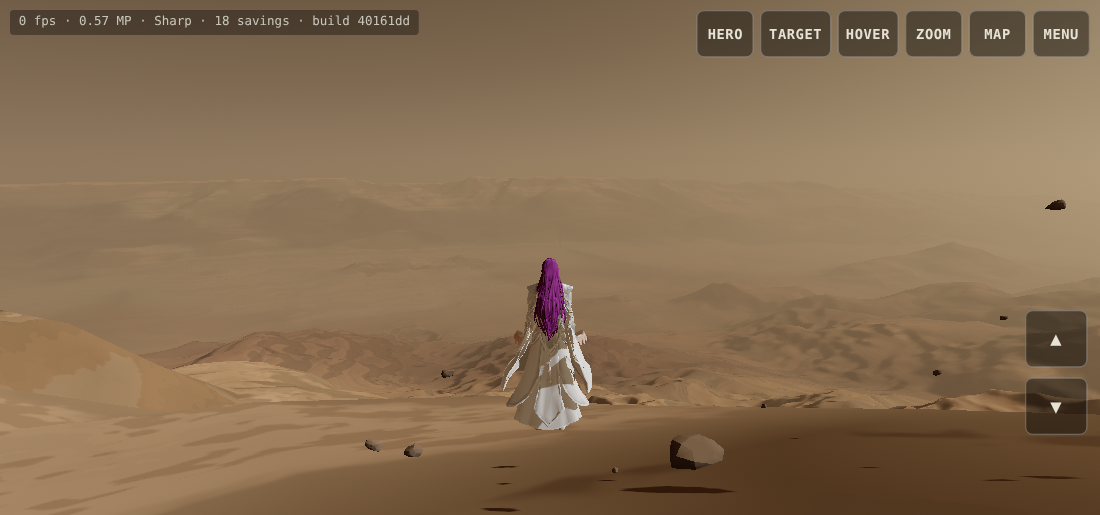 0 fps · 0.57 MP · Sharp · 18 savings · build 40161dd
HERO TARGET HOVER ZOOM MAP MENU
▲
▼